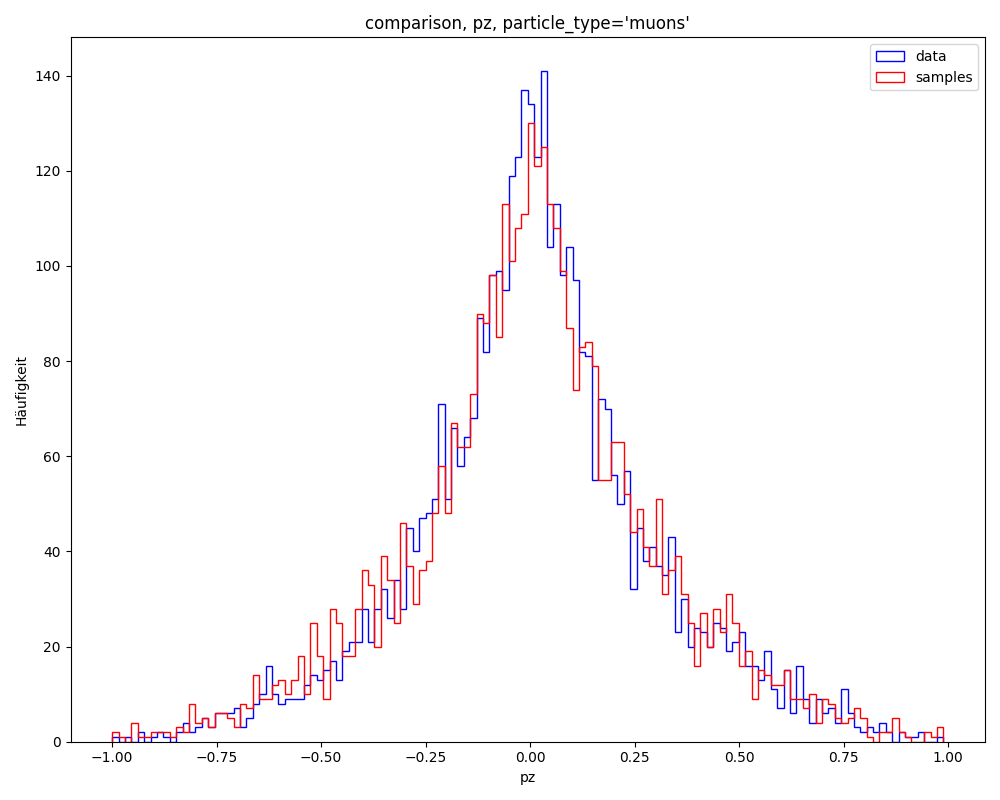 comparison, pz, particle_type='muons'
data
samples
Häufigkeit
140
120
100
80
60
40
20
0
−1.00 −0.75 −0.50 −0.25 0.00 0.25 0.50 0.75 1.00
pz